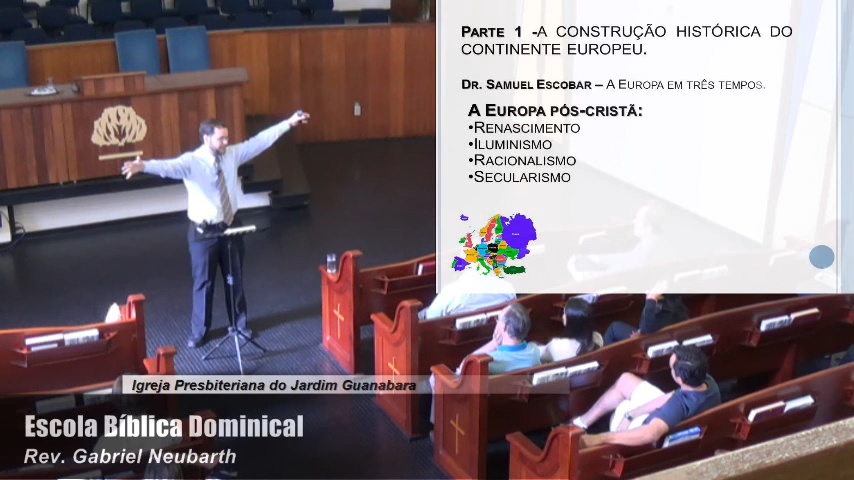 PARTE 1 -A CONSTRUÇÃO HISTÓRICA DO
CONTINENTE EUROPEU.
DR. SAMUEL ESCOBAR – A EUROPA EM TRÊS TEMPOS.
A EUROPA PÓS-CRISTÃ:
•RENASCIMENTO
•ILUMINISMO
•RACIONALISMO
•SECULARISMO
Igreja Presbiteriana do Jardim Guanabara
Escola Bíblica Dominical
Rev. Gabriel Neubarth